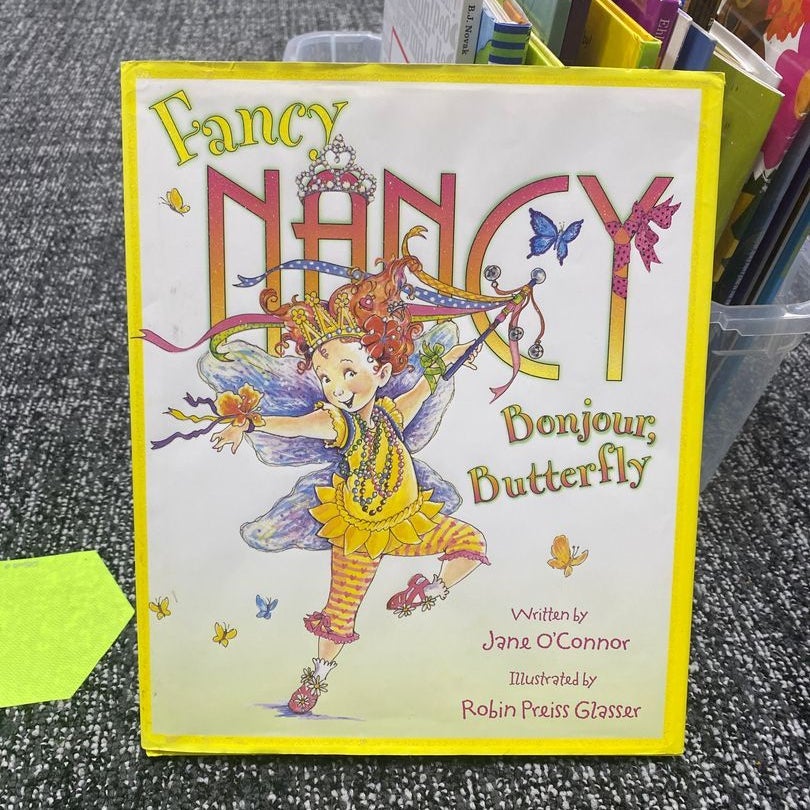 B.J. Novak
Fancy
NANCY
Bonjour,
Butterfly
Written by
Jane O'Connor
Illustrated by
Robin Preiss Glasser